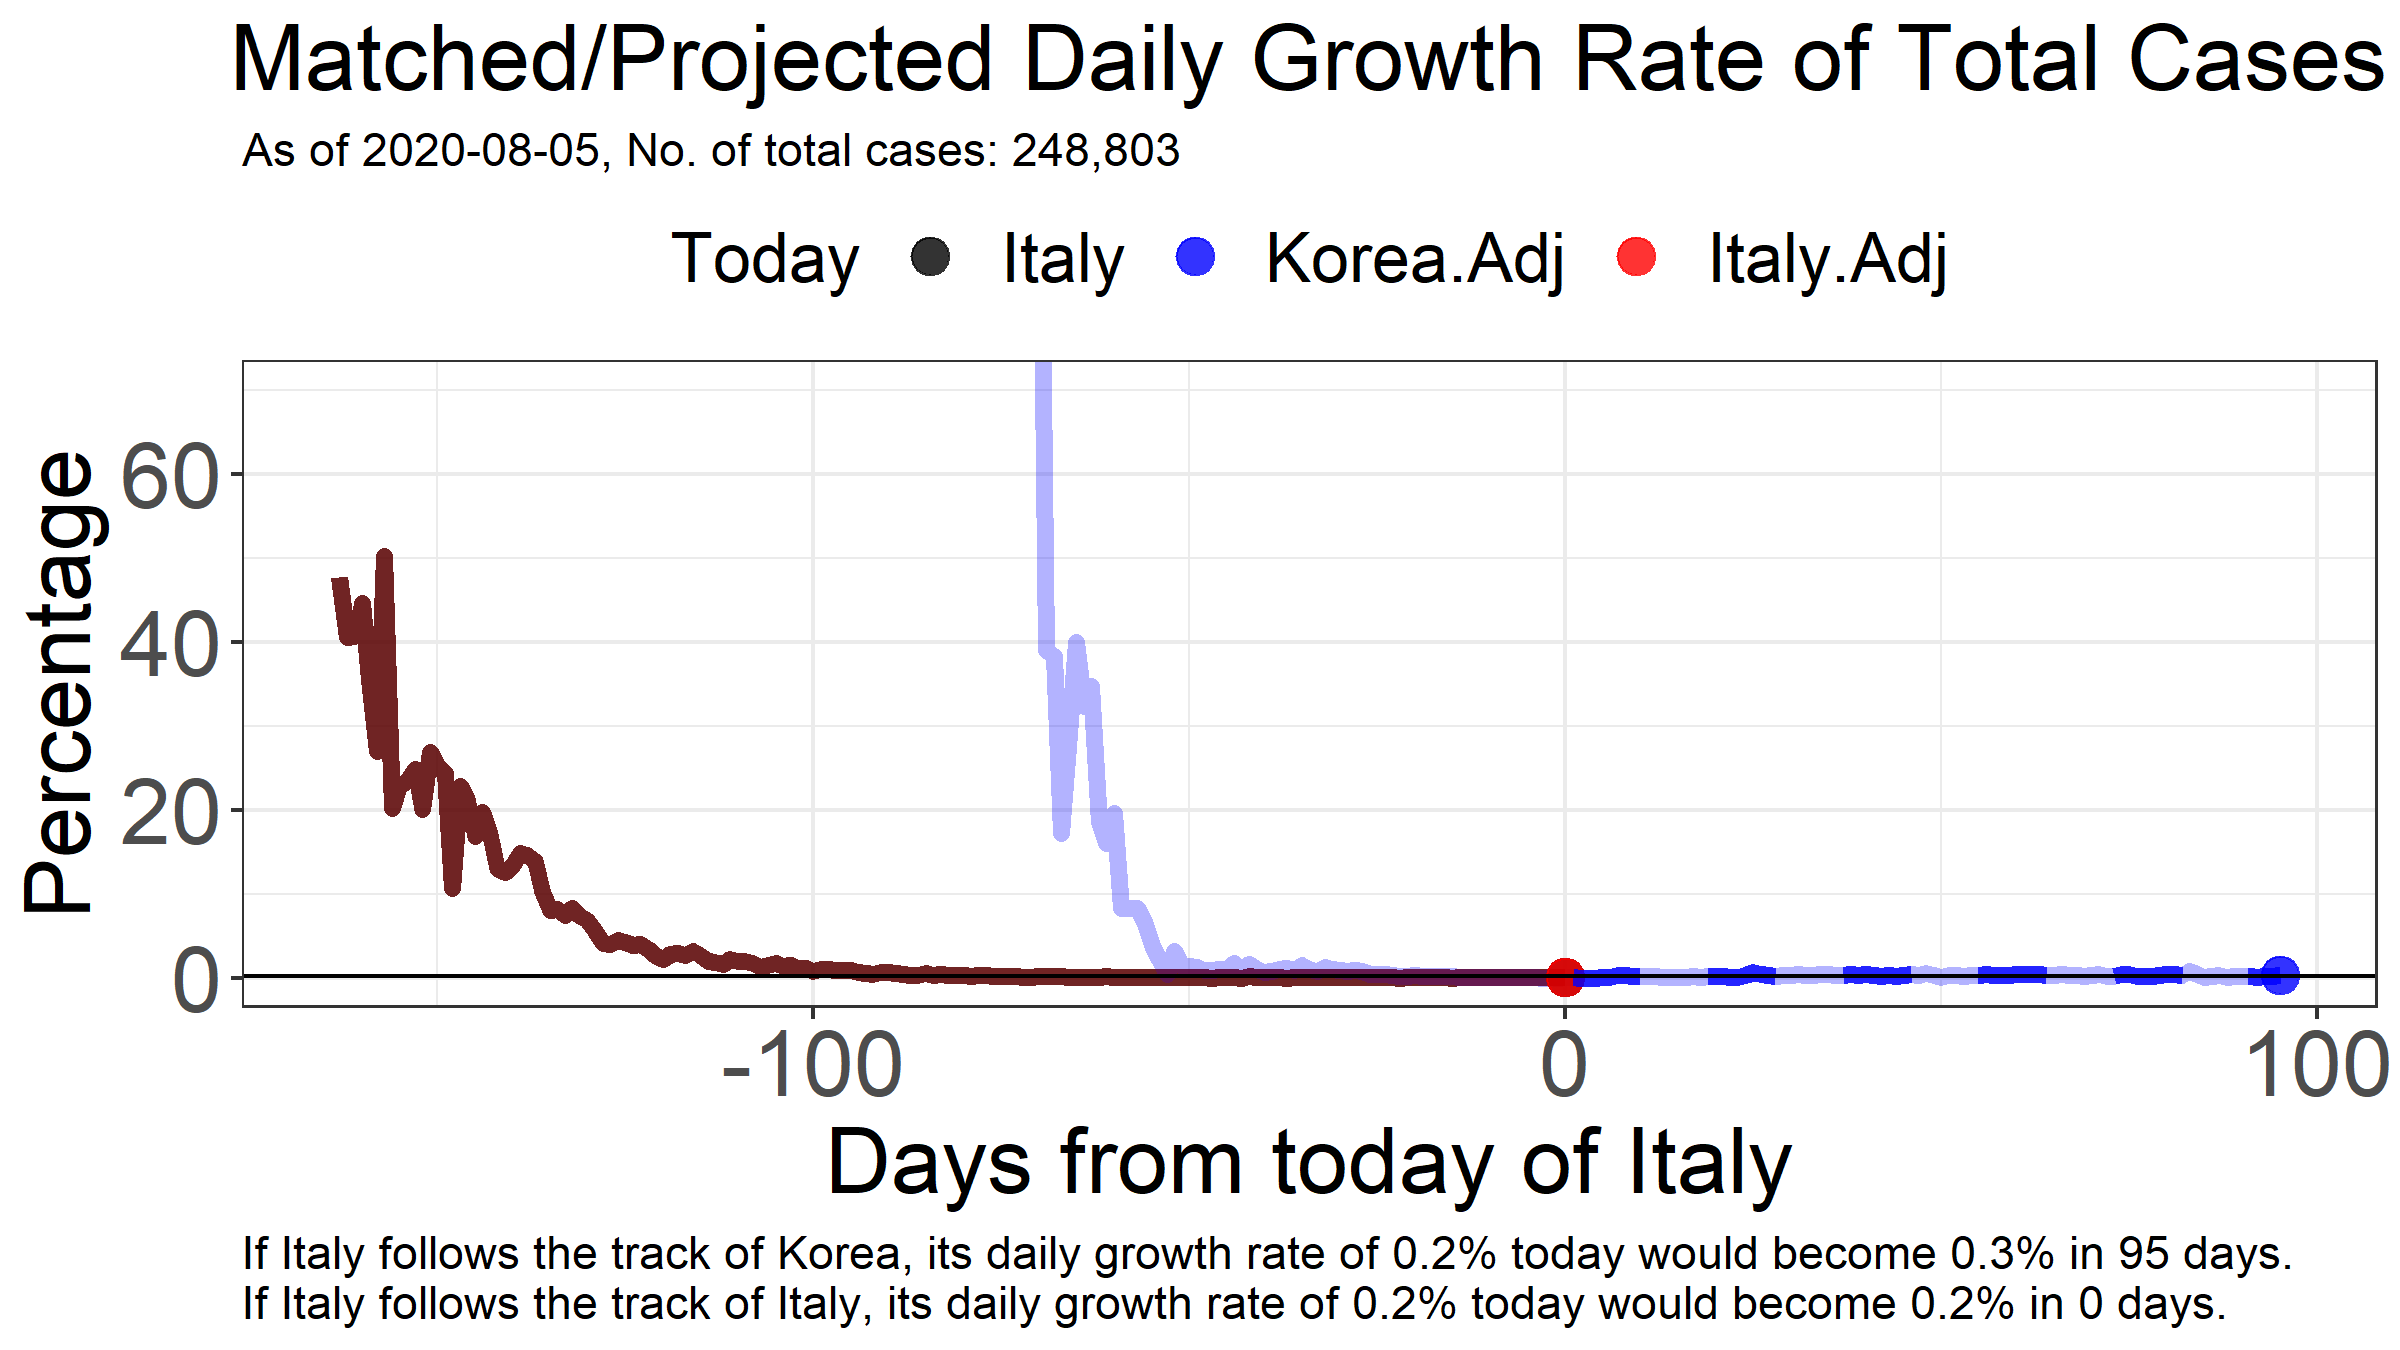 Matched/Projected Daily Growth Rate of Total Cases
As of 2020-08-05, No. of total cases: 248,803
Today Italy Korea.Adj Italy.Adj
Percentage
60
40
20
0
-100 0 100
Days from today of Italy
If Italy follows the track of Korea, its daily growth rate of 0.2% today would become 0.3% in 95 days.
If Italy follows the track of Italy, its daily growth rate of 0.2% today would become 0.2% in 0 days.